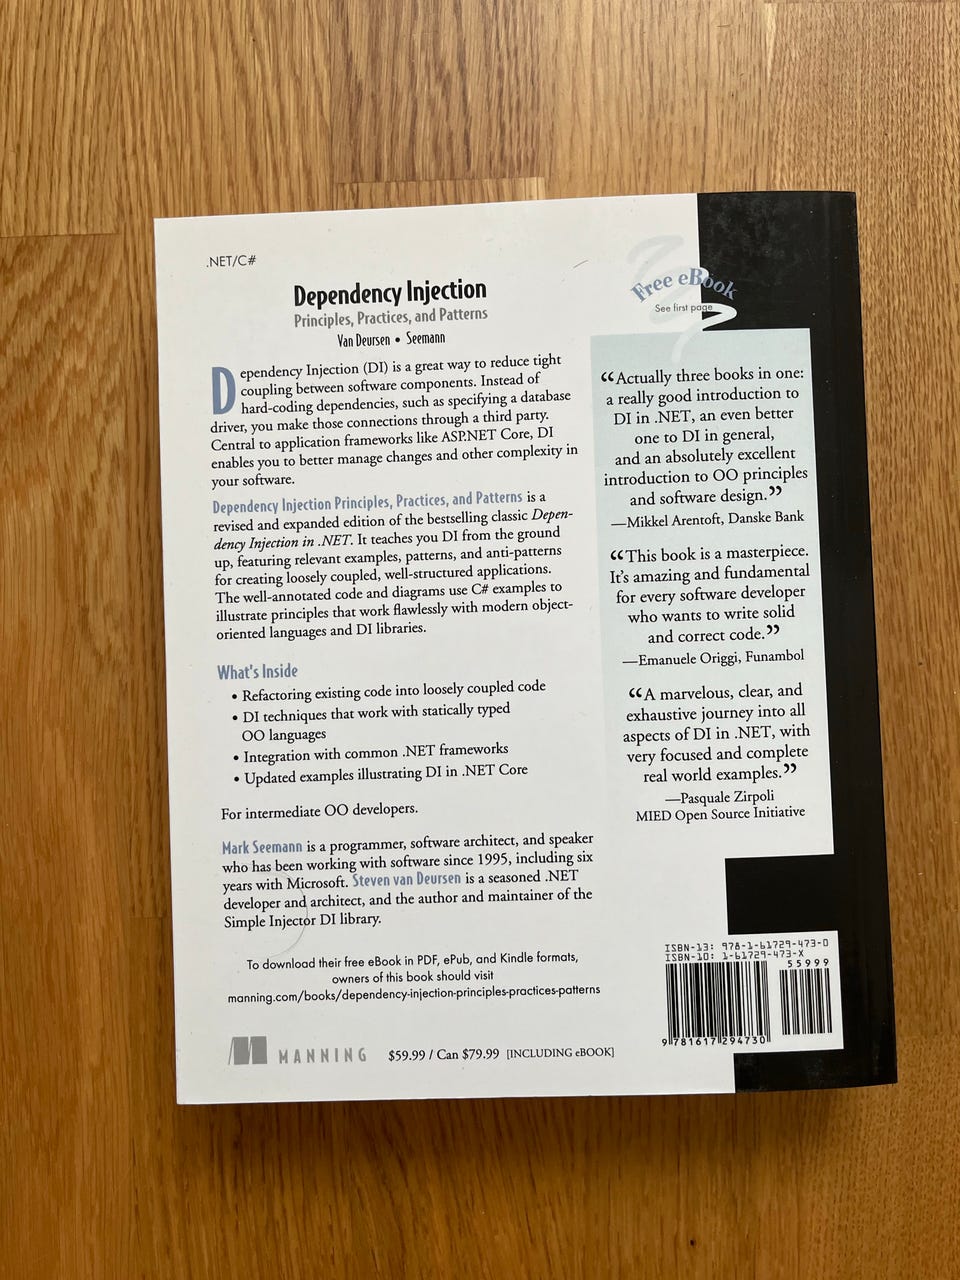 .NET/C#
Dependency Injection
Principles, Practices, and Patterns
Van Deursen • Seemann
Dependency Injection (DI) is a great way to reduce tight
coupling between software components. Instead of
hard-coding dependencies, such as specifying a database
driver, you make those connections through a third party.
Central to application frameworks like ASP.NET Core, DI
enables you to better manage changes and other complexity in
your software.
Dependency Injection Principles, Practices, and Patterns is a
revised and expanded edition of the bestselling classic Depen-
dency Injection in .NET. It teaches you DI from the ground
up, featuring relevant examples, patterns, and anti-patterns
for creating loosely coupled, well-structured applications.
The well-annotated code and diagrams use C# examples to
illustrate principles that work flawlessly with modern object-
oriented languages and DI libraries.
What's Inside
• Refactoring existing code into loosely coupled code
• DI techniques that work with statically typed
OO languages
• Integration with common .NET frameworks
• Updated examples illustrating DI in .NET Core
For intermediate OO developers.
Mark Seemann is a programmer, software architect, and speaker
who has been working with software since 1995, including six
years with Microsoft. Steven van Deursen is a seasoned .NET
developer and architect, and the author and maintainer of the
Simple Injector DI library.
To download their free eBook in PDF, ePub, and Kindle formats,
owners of this book should visit
manning.com/books/dependency-injection-principles-practices-patterns
MANNING $59.99 / Can $79.99 [INCLUDING eBOOK]
Free eBook
See first page
“Actually three books in one:
a really good introduction to
DI in .NET, an even better
one to DI in general,
and an absolutely excellent
introduction to OO principles
and software design.”
—Mikkel Arentoft, Danske Bank
“This book is a masterpiece.
It's amazing and fundamental
for every software developer
who wants to write solid
and correct code.”
—Emanuele Origgi, Funambol
“A marvelous, clear, and
exhaustive journey into all
aspects of DI in .NET, with
very focused and complete
real world examples.”
—Pasquale Zirpoli
MIED Open Source Initiative
ISBN-13: 978-1-61729-473-0
ISBN-10: 1-61729-473-X
55999
9 781617 294730